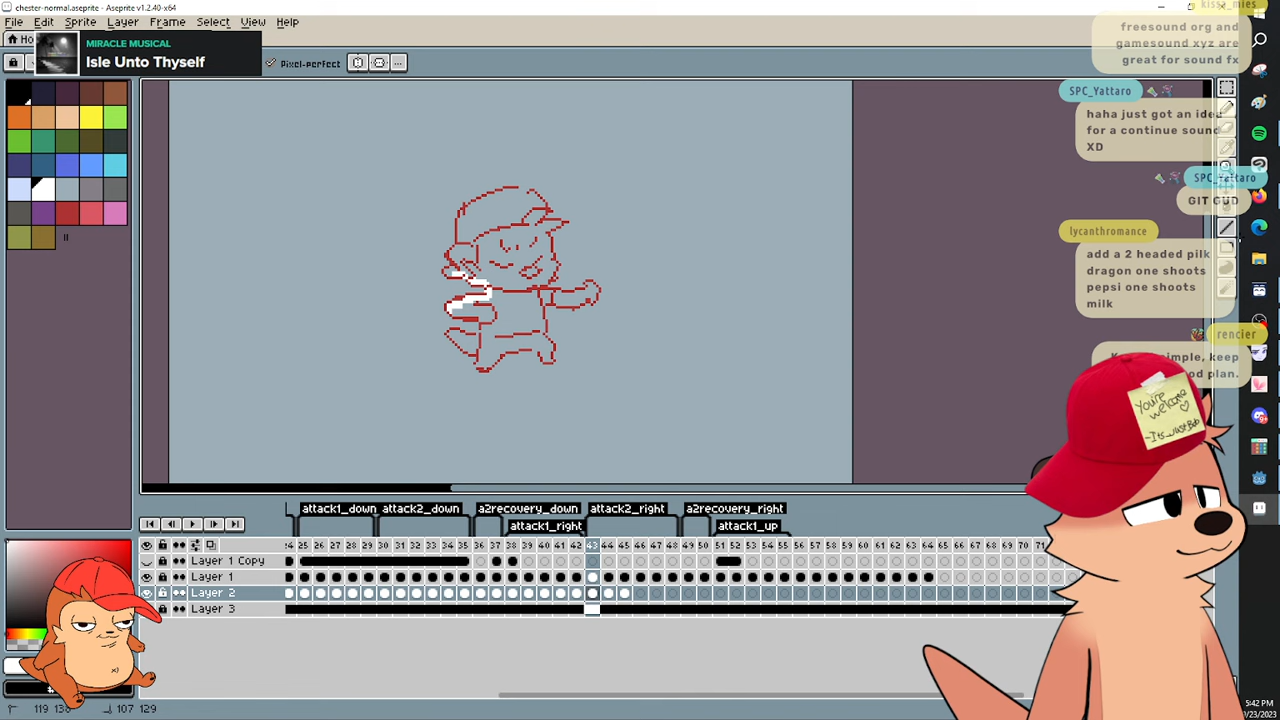 chester-normal.aseprite - Aseprite v1.2.40-x64
File Edit Sprite Layer Frame Select View Help
MIRACLE MUSICAL
Isle Unto Thyself
Pixel-perfect
kissa_mies
freesound org and
gamesound xyz are
great for sound fx
SPC_Yattaro
haha just got an idea
for a continue sound
XD
SPC_Yattaro
GIT GUD
lycanthromance
add a 2 headed pilk
dragon one shoots
pepsi one shoots
milk
rencier
simple, keep
plan.
You're
welcome
attack1_down attack2_down a2recovery_down attack2_right a2recovery_right
attack1_right attack1_up
25 26 27 28 29 30 31 32 33 34 35 36 37 38 39 40 41 42 43 44 45 46 47 48 49 50 51 52 53 54 55 56 57 58 59 60 61 62 63 64 65 66 67 68 69 70 71
Layer 1 Copy
Layer 1
Layer 2
Layer 3
107 129
5:42 PM
/23/2023